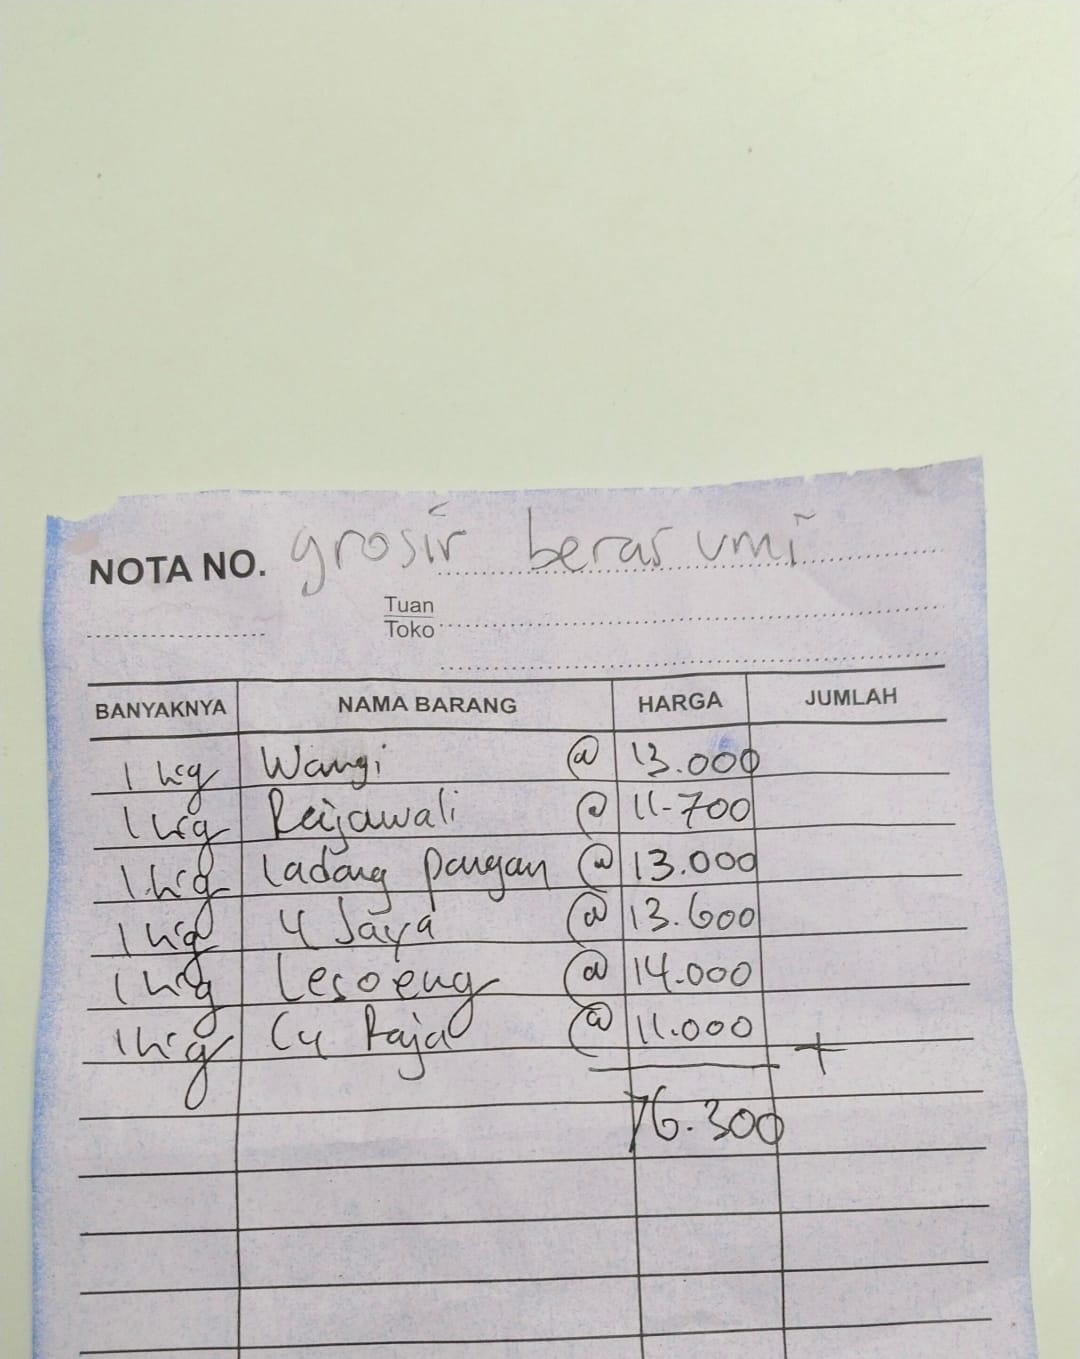 NOTA NO. grosir beras umi
Tuan
Toko
BANYAKNYA NAMA BARANG HARGA JUMLAH
1 kg Wangi @ 13.000
1 kg Rajawali @ 11.700
1 kg ladang pangan @ 13.000
1 kg 4 Jaya @ 13.600
1 kg Lesoeng @ 14.000
1 kg C4 Raja @ 11.000
+
76.300